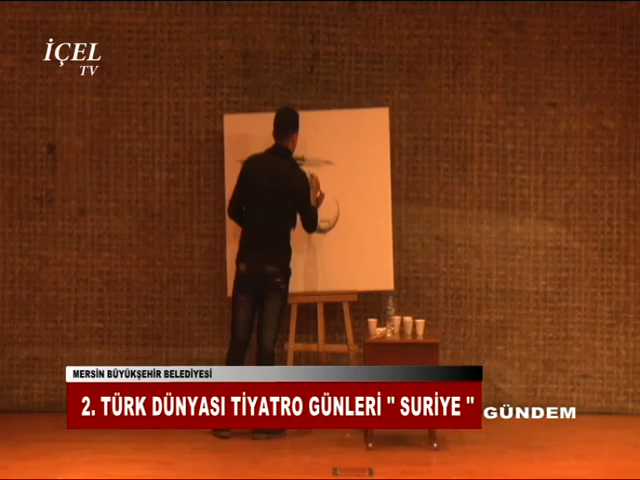 İÇEL
TV
MERSİN BÜYÜKŞEHİR BELEDİYESİ
2. TÜRK DÜNYASI TİYATRO GÜNLERİ " SURİYE "
GÜNDEM